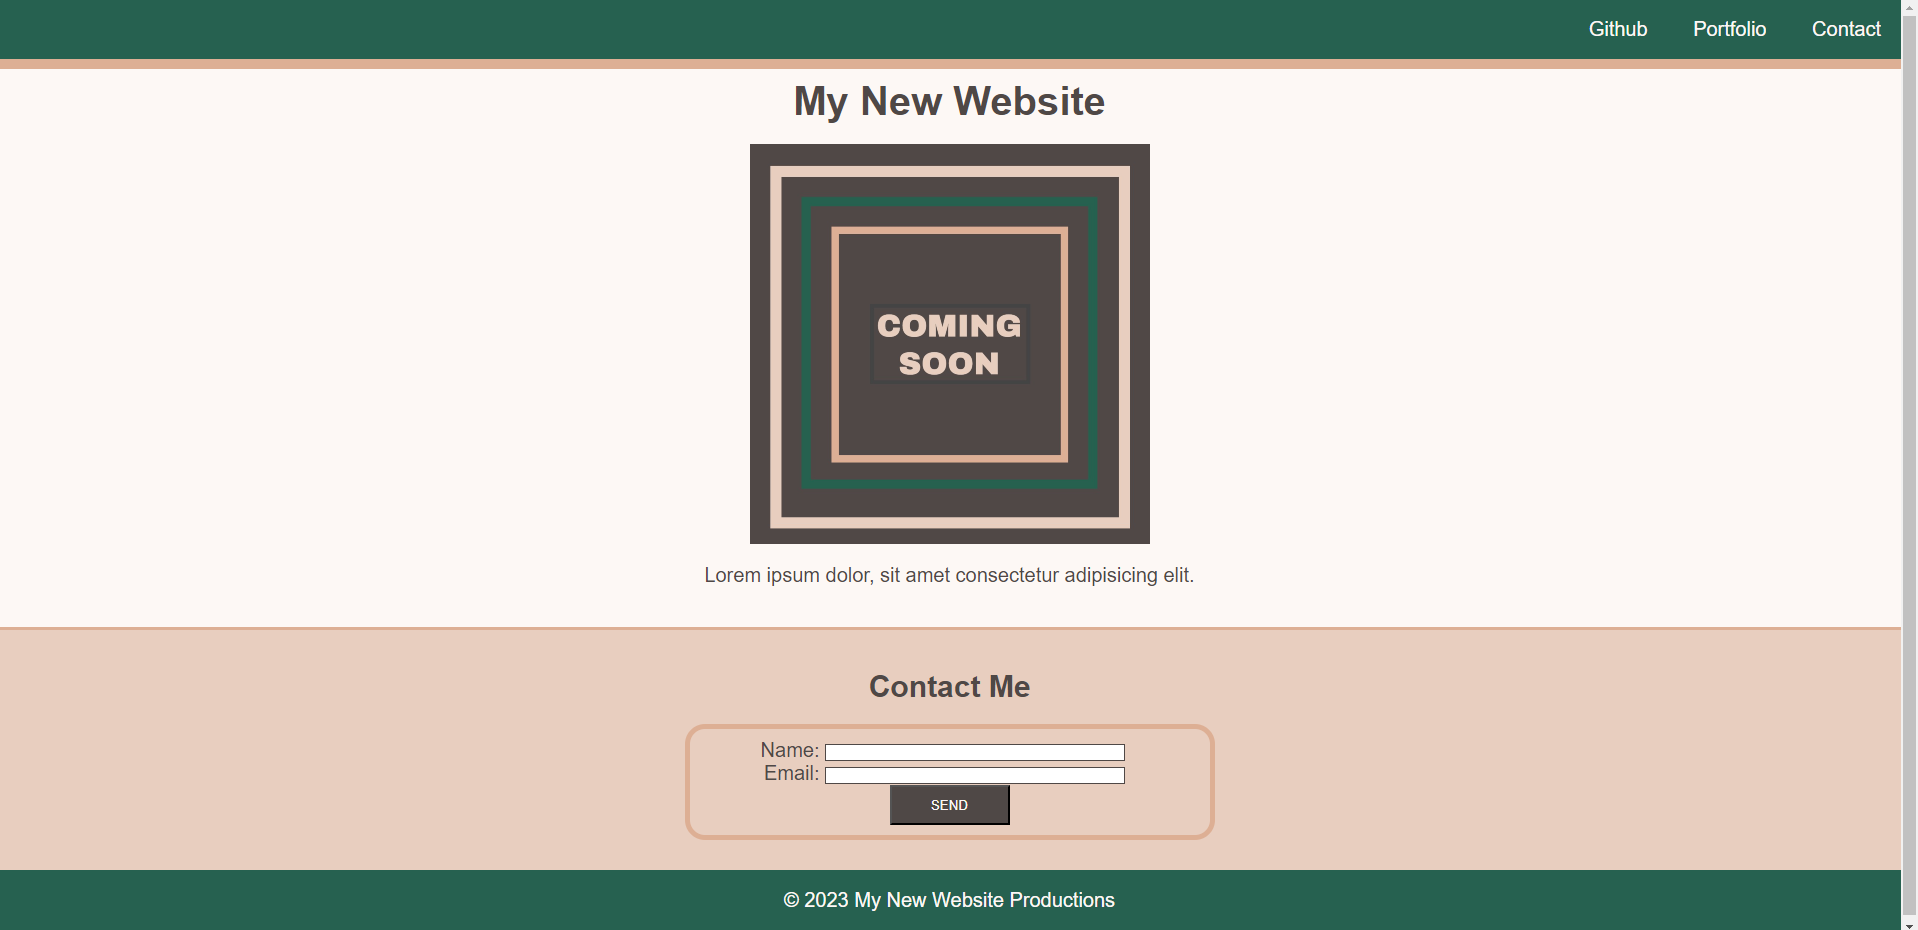 Github Portfolio Contact
My New Website
COMING
SOON
Lorem ipsum dolor, sit amet consectetur adipisicing elit.
Contact Me
Name:
Email:
SEND
© 2023 My New Website Productions